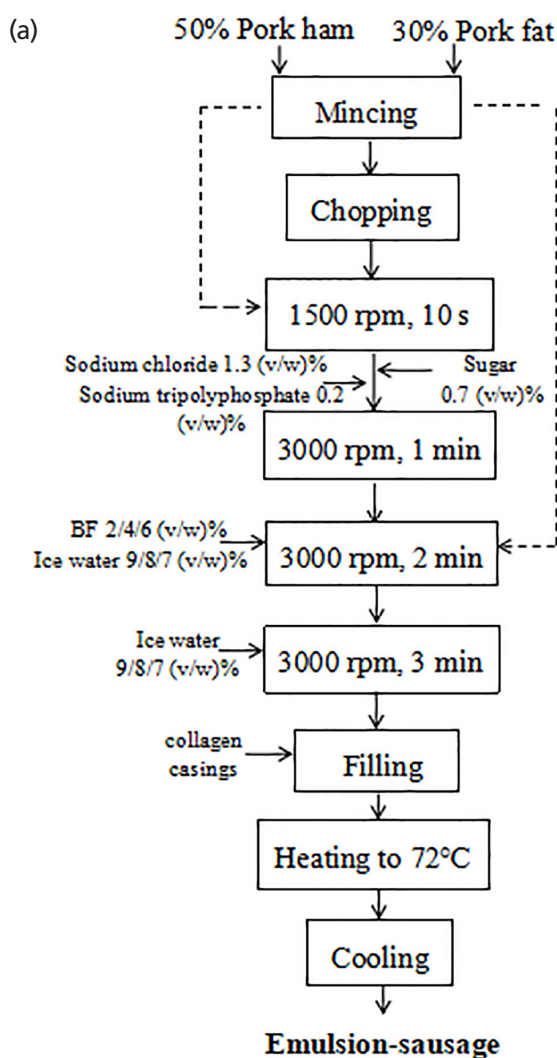 (a)
50% Pork ham
30% Pork fat
Mincing
Chopping
1500 rpm, 10 s
Sodium chloride 1.3 (v/w)%
Sodium tripolyphosphate 0.2
(v/w)%
Sugar
0.7 (v/w)%
3000 rpm, 1 min
BF 2/4/6 (v/w)%
Ice water 9/8/7 (v/w)%
3000 rpm, 2 min
Ice water
9/8/7 (v/w)%
3000 rpm, 3 min
collagen
casings
Filling
Heating to 72°C
Cooling
Emulsion-sausage